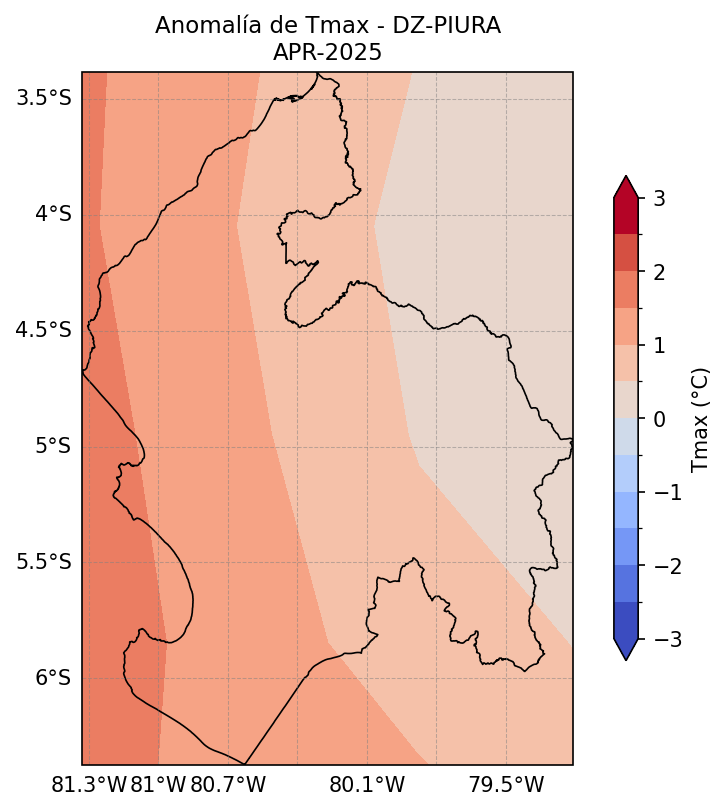 Anomalía de Tmax - DZ-PIURA
APR-2025
3.5°S
4°S
4.5°S
5°S
5.5°S
6°S
81.3°W 81°W 80.7°W 80.1°W 79.5°W
3
2
1
0
−1
−2
−3
Tmax (°C)